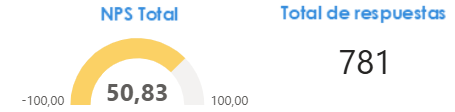 NPS Total
Total de respuestas
781
50,83
-100,00
100,00